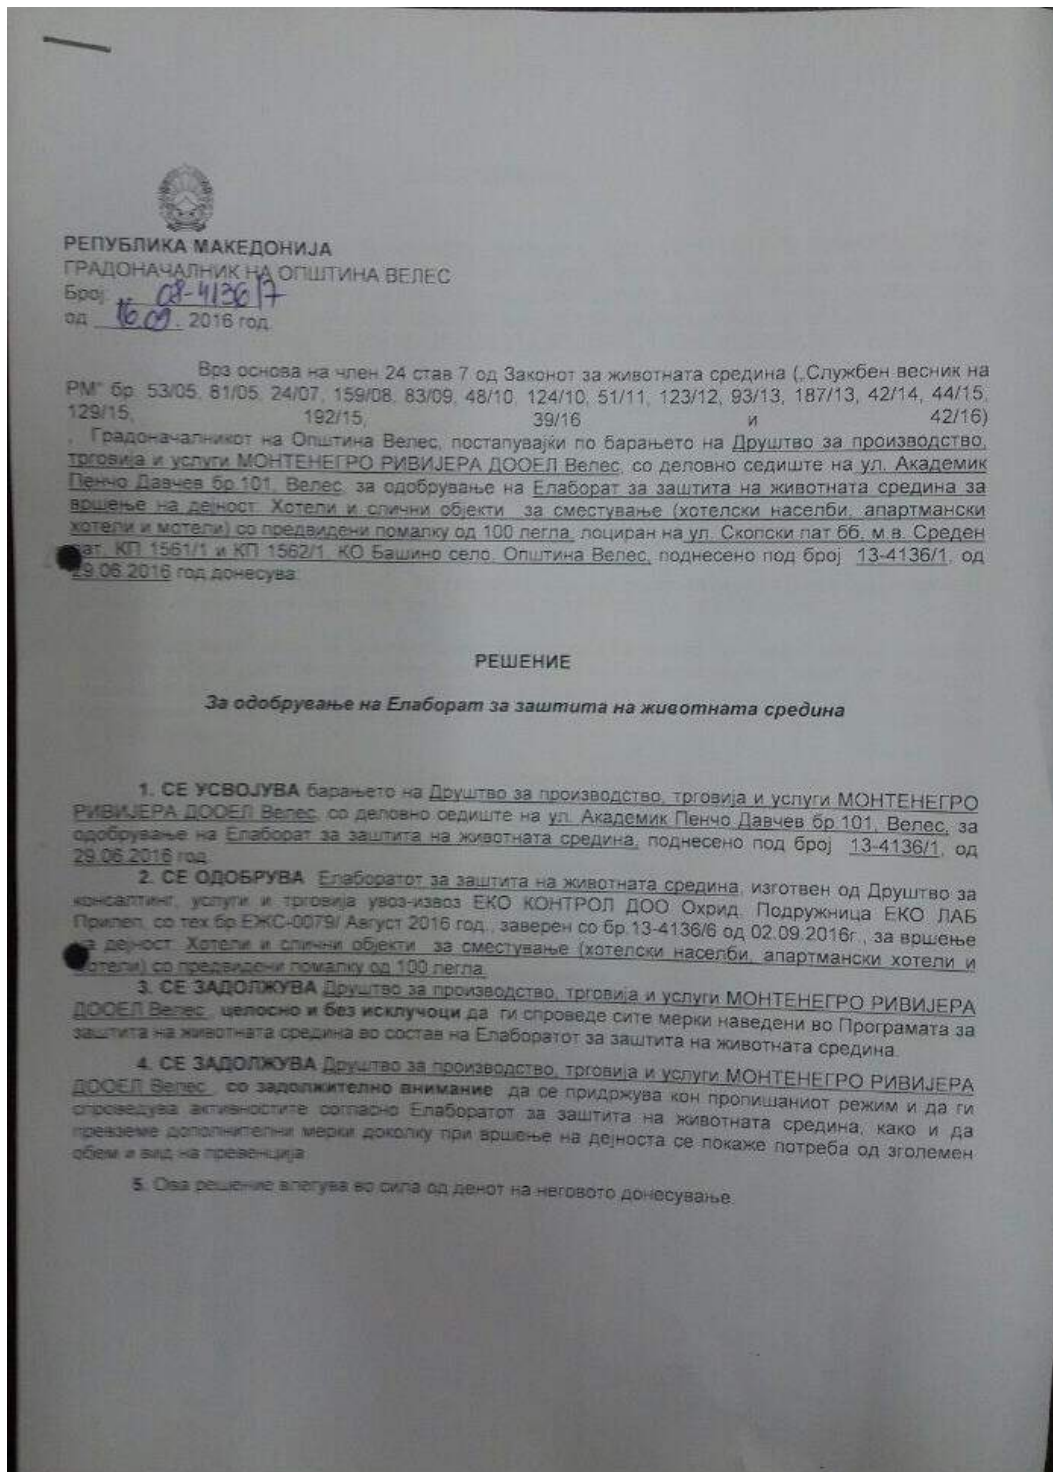 РЕПУБЛИКА МАКЕДОНИЈА
ГРАДОНАЧАЛНИК НА ОПШТИНА ВЕЛЕС
Број: 08-4136/7
од 16.09. 2016 год.
Врз основа на член 24 став 7 од Законот за животната средина („Службен весник на
РМ" бр. 53/05, 81/05, 24/07, 159/08, 83/09, 48/10, 124/10, 51/11, 123/12, 93/13, 187/13, 42/14, 44/15,
129/15, 192/15, 39/16 и 42/16)
, Градоначалникот на Општина Велес, постапувајќи по барањето на Друштво за производство,
трговија и услуги МОНТЕНЕГРО РИВИЈЕРА ДООЕЛ Велес, со деловно седиште на ул. Академик
Пенчо Давчев бр.101, Велес, за одобрување на Елаборат за заштита на животната средина за
вршење на дејност: Хотели и слични објекти за сместување (хотелски населби, апартмански
хотели и мотели) со предвидени помалку од 100 легла, лоциран на ул. Скопски пат бб, м.в. Среден
пат, КП 1561/1 и КП 1562/1, КО Башино село, Општина Велес, поднесено под број 13-4136/1, од
29.06.2016 год донесува:
РЕШЕНИЕ
За одобрување на Елаборат за заштита на животната средина
1. СЕ УСВОЈУВА барањето на Друштво за производство, трговија и услуги МОНТЕНЕГРО
РИВИЈЕРА ДООЕЛ Велес, со деловно седиште на ул. Академик Пенчо Давчев бр.101, Велес, за
одобрување на Елаборат за заштита на животната средина, поднесено под број 13-4136/1, од
29.06.2016 год.
2. СЕ ОДОБРУВА Елаборатот за заштита на животната средина, изготвен од Друштво за
консалтинг, услуги и трговија увоз-извоз ЕКО КОНТРОЛ ДОО Охрид, Подружница ЕКО ЛАБ
Прилеп, со тех.бр.ЕЖС-0079/ Август 2016 год., заверен со бр.13-4136/6 од 02.09.2016г., за вршење
на дејност: Хотели и слични објекти за сместување (хотелски населби, апартмански хотели и
мотели) со предвидени помалку од 100 легла.
3. СЕ ЗАДОЛЖУВА Друштво за производство, трговија и услуги МОНТЕНЕГРО РИВИЈЕРА
ДООЕЛ Велес , целосно и без исклучоци да ги спроведе сите мерки наведени во Програмата за
заштита на животната средина во состав на Елаборатот за заштита на животната средина.
4. СЕ ЗАДОЛЖУВА Друштво за производство, трговија и услуги МОНТЕНЕГРО РИВИЈЕРА
ДООЕЛ Велес , со задолжително внимание да се придржува кон пропишаниот режим и да ги
спроведува активностите согласно Елаборатот за заштита на животната средина, како и да
превземе дополнителни мерки доколку при вршење на дејноста се покаже потреба од зголемен
обем и вид на превенција.
5. Ова решение влегува во сила од денот на неговото донесување.